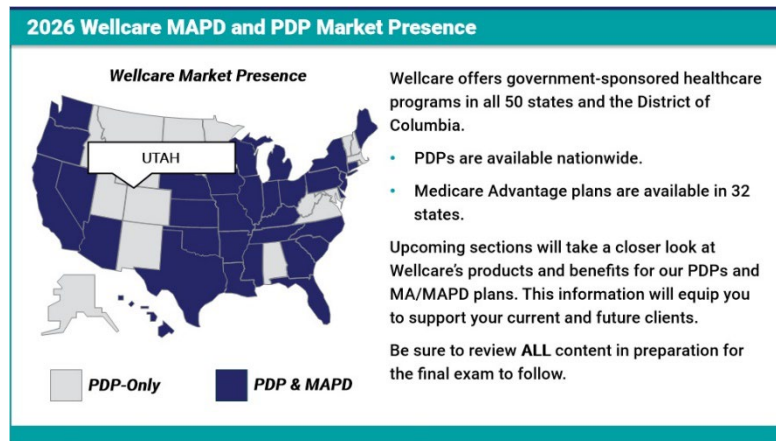 2026 Wellcare MAPD and PDP Market Presence
Wellcare Market Presence
UTAH
PDP-Only
PDP & MAPD
Wellcare offers government-sponsored healthcare
programs in all 50 states and the District of
Columbia.
• PDPs are available nationwide.
• Medicare Advantage plans are available in 32
states.
Upcoming sections will take a closer look at
Wellcare's products and benefits for our PDPs and
MA/MAPD plans. This information will equip you
to support your current and future clients.
Be sure to review ALL content in preparation for
the final exam to follow.